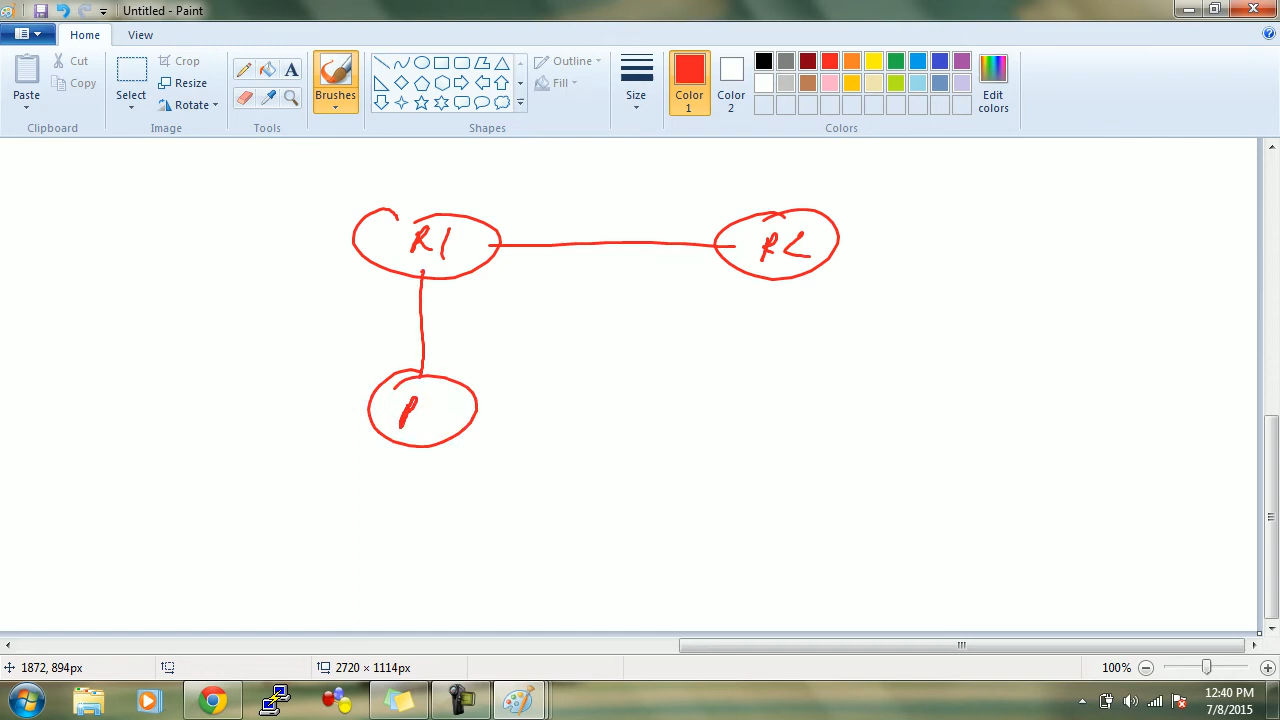 Untitled - Paint
Home View
Paste
Cut
Copy
Clipboard
Select
Crop
Resize
Rotate
Image
Tools
Brushes
Shapes
Outline
Fill
Size
Color 1
Color 2
Edit colors
Colors
R1
R2
P
1872, 894px
2720 × 1114px
100%
12:40 PM
7/8/2015